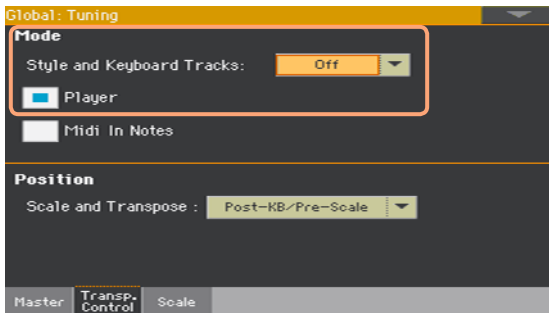 Global: Tuning
Mode
Style and Keyboard Tracks: Off
Player
Midi In Notes
Position
Scale and Transpose : Post-KB/Pre-Scale
Master Transp. Control Scale